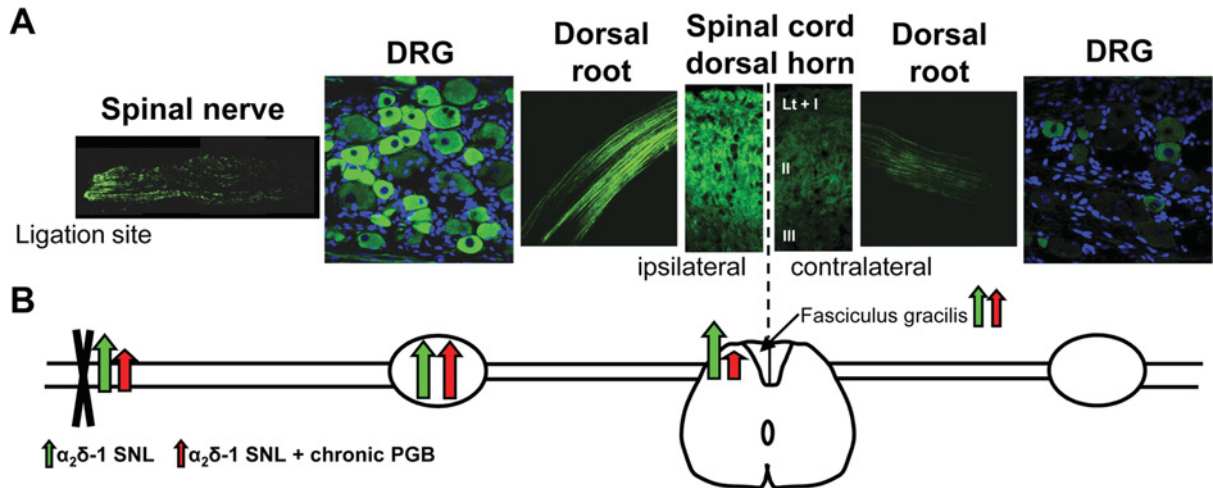 A
Spinal nerve
Ligation site
DRG
Dorsal
root
Spinal cord
dorsal horn
Lt + I
II
III
ipsilateral
contralateral
Dorsal
root
DRG
B
Fasciculus gracilis
α₂δ-1 SNL
α₂δ-1 SNL + chronic PGB